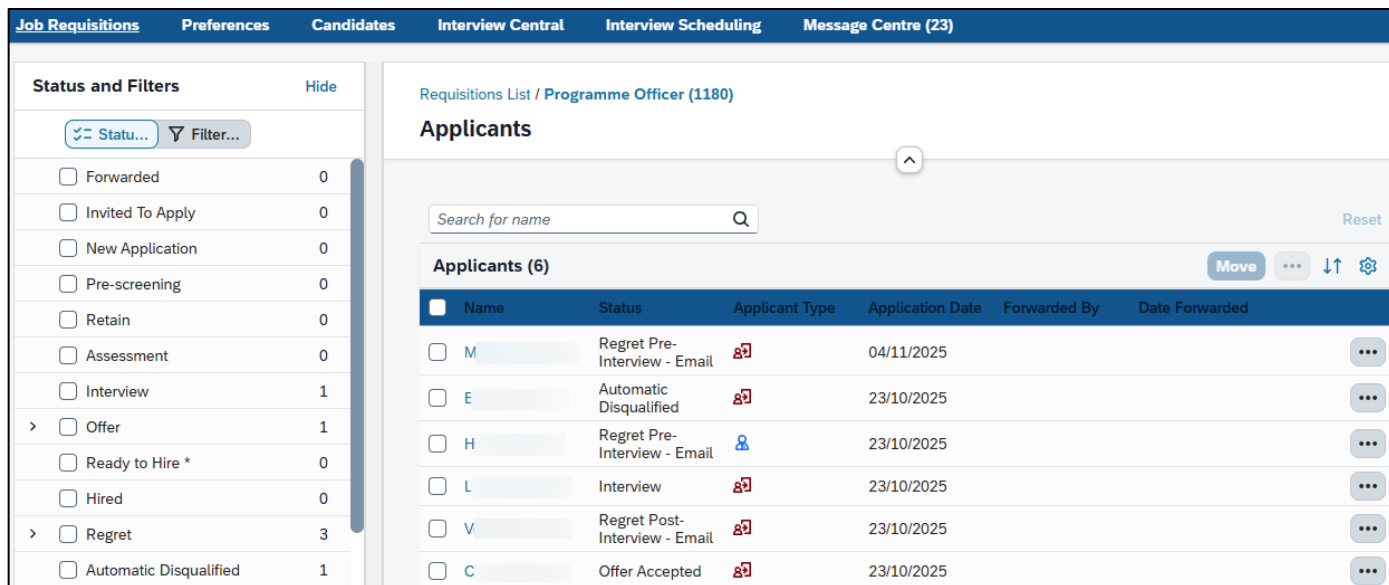 Job Requisitions Preferences Candidates Interview Central Interview Scheduling Message Centre (23)
Status and Filters Hide
Statu... Filter...
Forwarded 0
Invited To Apply 0
New Application 0
Pre-screening 0
Retain 0
Assessment 0
Interview 1
Offer 1
Ready to Hire * 0
Hired 0
Regret 3
Automatic Disqualified 1
Requisitions List / Programme Officer (1180)
Applicants
Search for name
Reset
Applicants (6) Move
Name Status Applicant Type Application Date Forwarded By Date Forwarded
M Regret Pre-
Interview - Email 04/11/2025
E Automatic
Disqualified 23/10/2025
H Regret Pre-
Interview - Email 23/10/2025
L Interview 23/10/2025
V Regret Post-
Interview - Email 23/10/2025
C Offer Accepted 23/10/2025